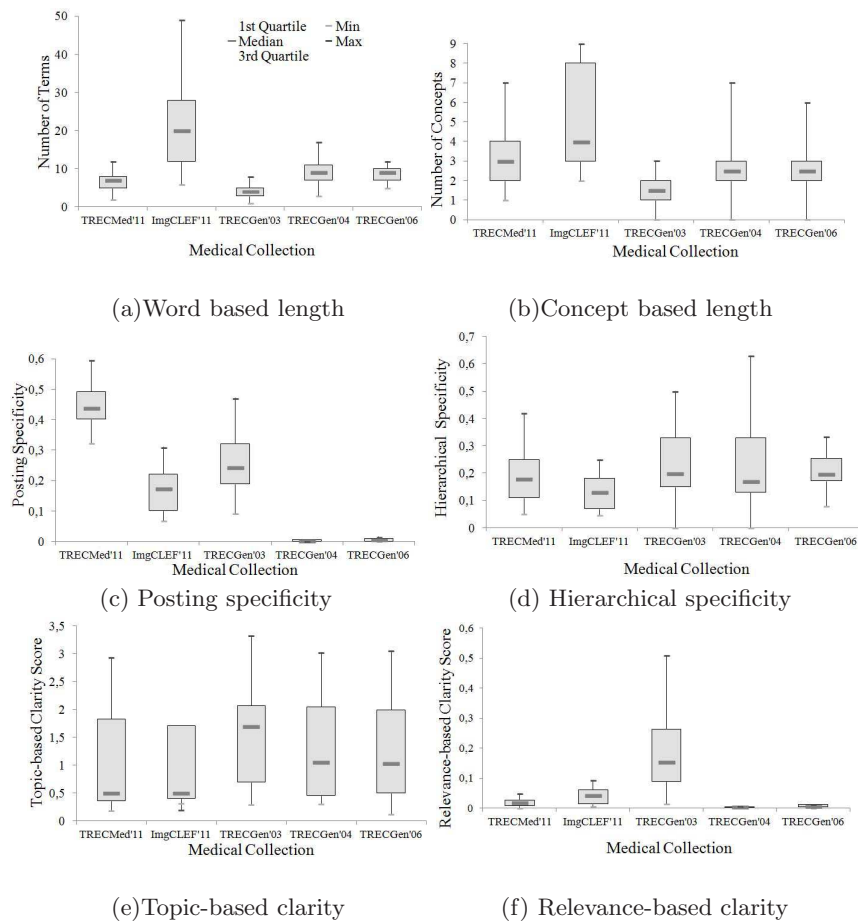 1st Quartile
Min
Median
Max
3rd Quartile
Number of Terms
50
40
30
20
10
0
TRECMed'11 ImgCLEF'11 TRECGen'03 TRECGen'04 TRECGen'06
Medical Collection
(a)Word based length
Number of Concepts
9
8
7
6
5
4
3
2
1
0
TRECMed'11 ImgCLEF'11 TRECGen'03 TRECGen'04 TRECGen'06
Medical Collection
(b)Concept based length
Posting Specificity
0,6
0,5
0,4
0,3
0,2
0,1
0
TRECMed'11 ImgCLEF'11 TRECGen'03 TRECGen'04 TRECGen'06
Medical Collection
(c) Posting specificity
Hierarchical Specificity
0,7
0,6
0,5
0,4
0,3
0,2
0,1
0
TRECMed'11 ImgCLEF'11 TRECGen'03 TRECGen'04 TRECGen'06
Medical Collection
(d) Hierarchical specificity
Topic-based Clarity Score
3,5
3
2,5
2
1,5
1
0,5
0
TRECMed'11 ImgCLEF'11 TRECGen'03 TRECGen'04 TRECGen'06
Medical Collection
(e)Topic-based clarity
Relevance-based Clarity Score
0,6
0,5
0,4
0,3
0,2
0,1
0
TRECMed'11 ImgCLEF'11 TRECGen'03 TRECGen'04 TRECGen'06
Medical Collection
(f) Relevance-based clarity